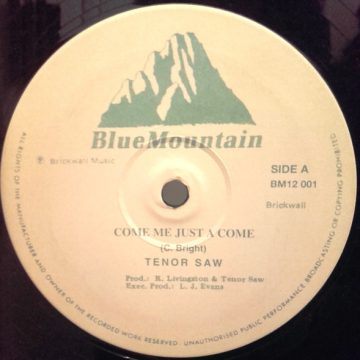 BlueMountain
℗ Brickwall Music
SIDE A
BM12 001
Brickwall
COME ME JUST A COME
(C. Bright)
TENOR SAW
Prod.: K. Livingston & Tenor Saw
Exec. Prod.: L. J. Evans
ALL RIGHTS OF THE MANUFACTURER AND OWNER OF THE RECORDED WORK RESERVED. UNAUTHORISED PUBLIC PERFORMANCE BROADCASTING OR COPYING PROHIBITED.